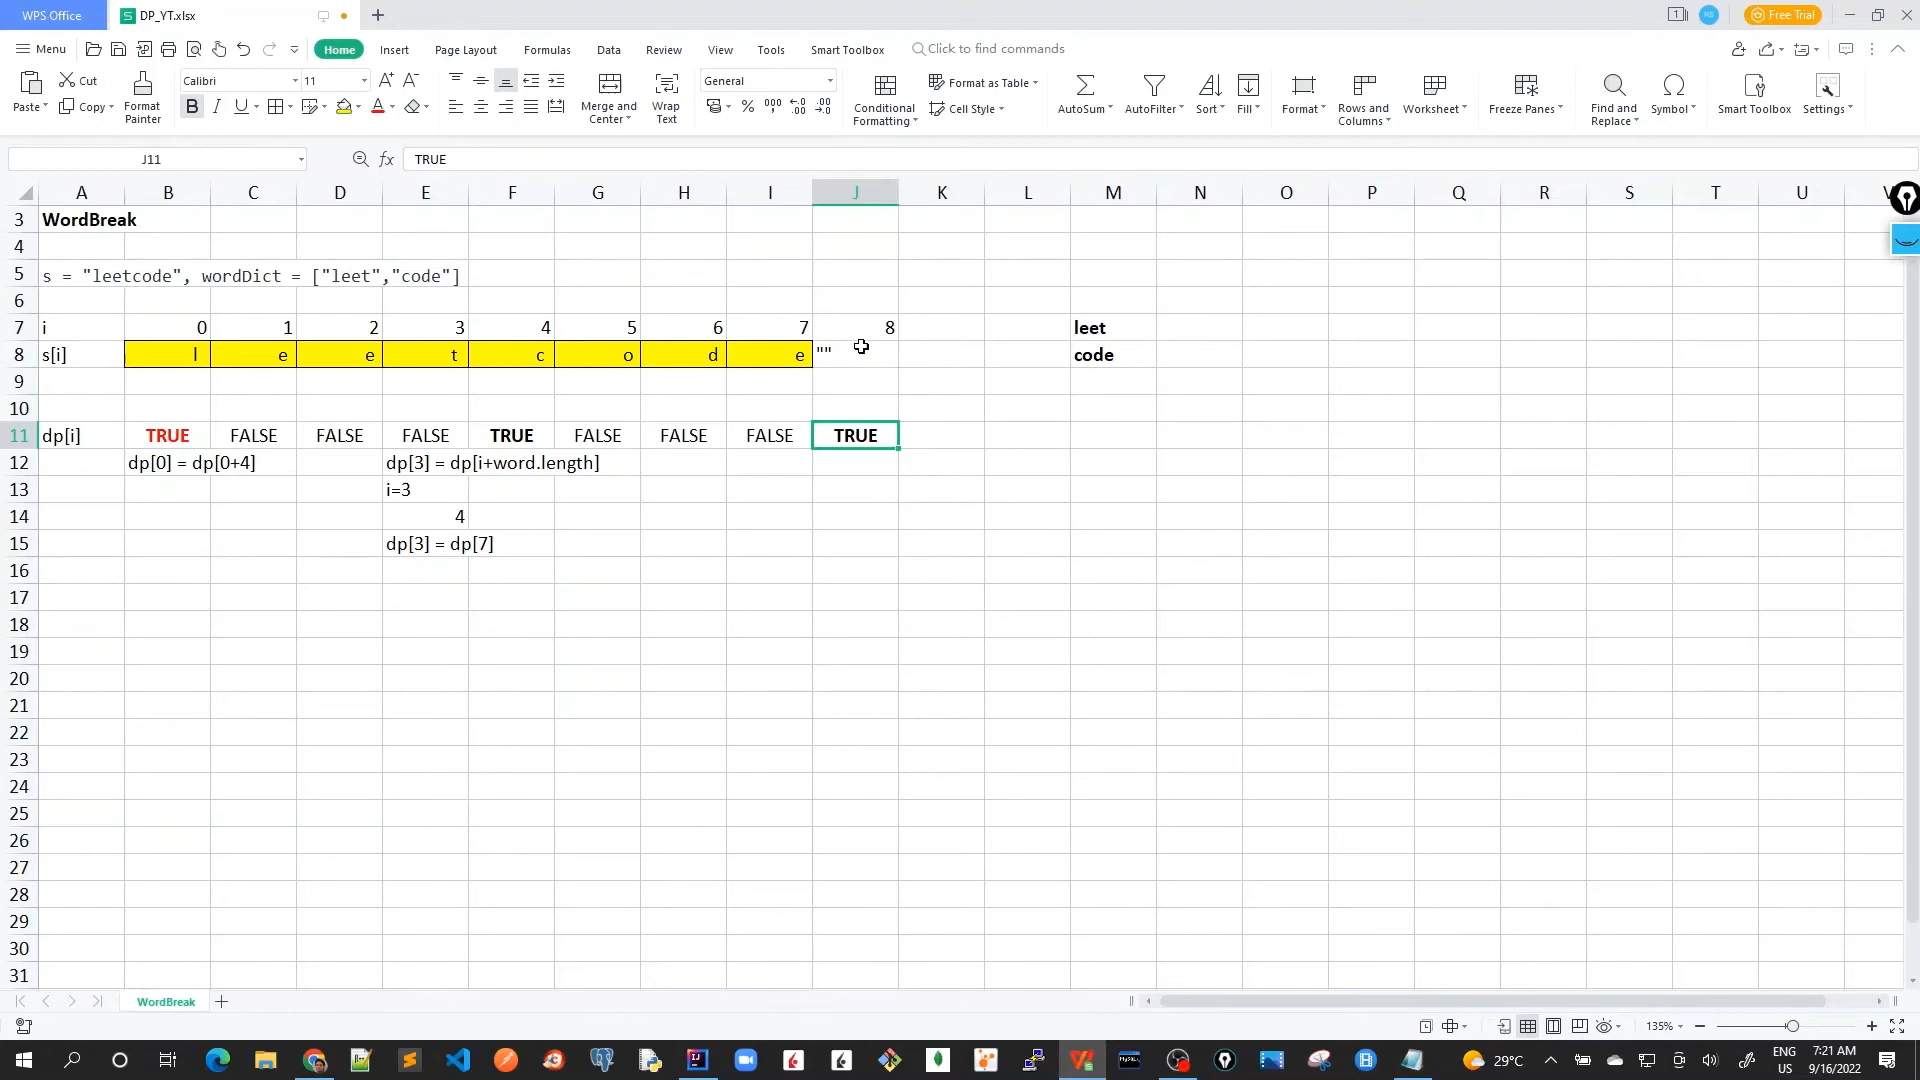 WPS Office DP_YT.xlsx + 1 RS Free Trial
Menu Home Insert Page Layout Formulas Data Review View Tools Smart Toolbox Click to find commands
Paste Cut Copy Format Painter Calibri 11 A+ A- B I U A Merge and Center Wrap Text General Conditional Formatting Format as Table Cell Style AutoSum AutoFilter Sort Fill Format Rows and Columns Worksheet Freeze Panes Find and Replace Symbol Smart Toolbox Settings
J11 fx TRUE
A B C D E F G H I J K L M N O P Q R S T U V
3 WordBreak
4
5 s = "leetcode", wordDict = ["leet","code"]
6
7 i 0 1 2 3 4 5 6 7 8 leet
8 s[i] l e e t c o d e "" code
9
10
11 dp[i] TRUE FALSE FALSE FALSE TRUE FALSE FALSE FALSE TRUE
12 dp[0] = dp[0+4] dp[3] = dp[i+word.length]
13 i=3
14 4
15 dp[3] = dp[7]
16
17
18
19
20
21
22
23
24
25
26
27
28
29
30
31
WordBreak +
135%
29°C ENG US 7:21 AM 9/16/2022